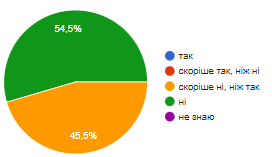 54,5%
45,5%
так
скоріше так, ніж ні
скоріше ні, ніж так
ні
не знаю